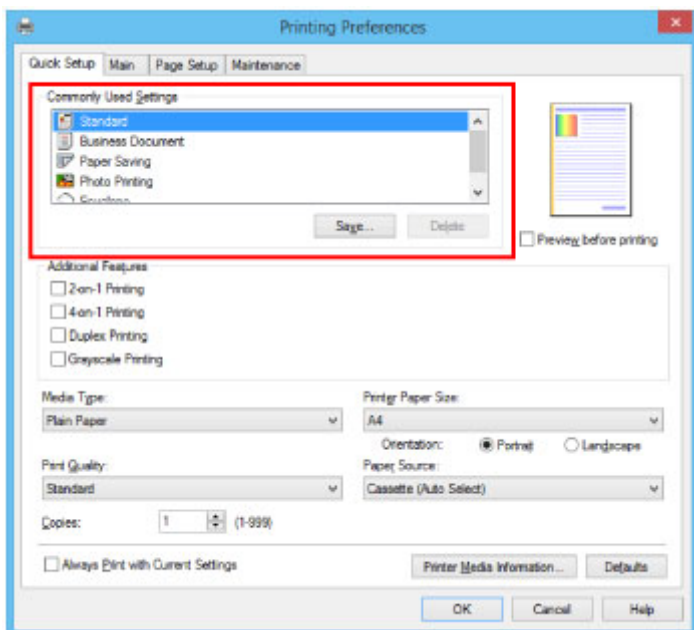 Printing Preferences
Quick Setup Main Page Setup Maintenance
Commonly Used Settings
Standard
Business Document
Paper Saving
Photo Printing
Envelope
Save... Delete
Preview before printing
Additional Features
2-on-1 Printing
4-on-1 Printing
Duplex Printing
Grayscale Printing
Media Type: Printer Paper Size:
Plain Paper A4
Orientation: Portrait Landscape
Print Quality: Paper Source:
Standard Cassette (Auto Select)
Copies: 1 (1-999)
Always Print with Current Settings Printer Media Information... Defaults
OK Cancel Help